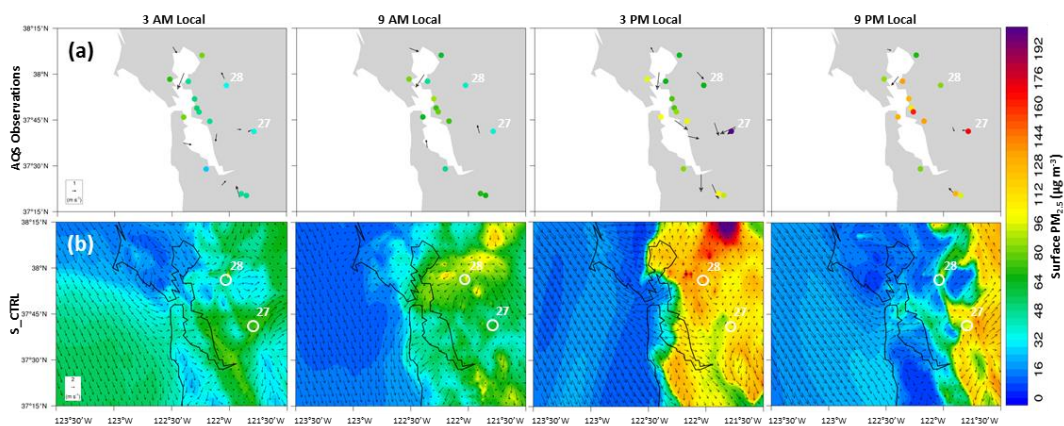 3 AM Local 9 AM Local 3 PM Local 9 PM Local
38°15'N
38°N
37°45'N
37°30'N
37°15'N
AQS Observations
(a)
28
27
28
27
28
27
28
27
1
(m s⁻¹)
38°15'N
38°N
37°45'N
37°30'N
37°15'N
S_CTRL
(b)
28
27
28
27
28
27
28
27
(m s⁻¹)
123°30'W 123°W 122°30'W 122°W 121°30'W 123°30'W 123°W 122°30'W 122°W 121°30'W 123°30'W 123°W 122°30'W 122°W 121°30'W 123°30'W 123°W 122°30'W 122°W 121°30'W
192
176
160
144
128
112
96
80
64
48
32
16
0
Surface PM2.5 (µg m⁻³)